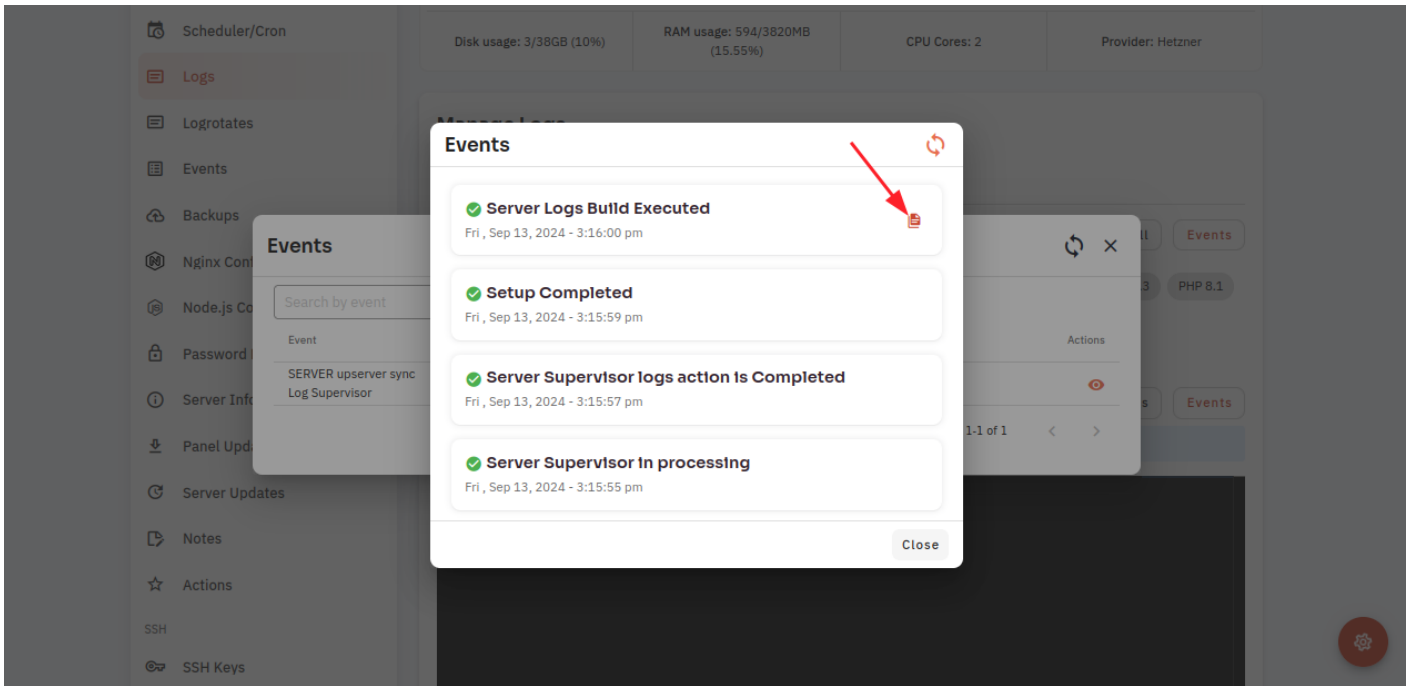 Scheduler/Cron
Logs
Logrotates
Events
Backups
Nginx Conf
Node.js Co
Password
Server Info
Panel Upd
Server Updates
Notes
Actions
SSH
SSH Keys
Disk usage: 3/38GB (10%)
RAM usage: 594/3820MB
(15.55%)
CPU Cores: 2
Provider: Hetzner
Manage Logs
Events
PHP 8.1
Events
Events
Search by event
Event
Actions
SERVER upserver sync
Log Supervisor
1-1 of 1
Events
Server Logs Build Executed
Fri , Sep 13, 2024 - 3:16:00 pm
Setup Completed
Fri , Sep 13, 2024 - 3:15:59 pm
Server Supervisor logs action is Completed
Fri , Sep 13, 2024 - 3:15:57 pm
Server Supervisor in processing
Fri , Sep 13, 2024 - 3:15:55 pm
Close